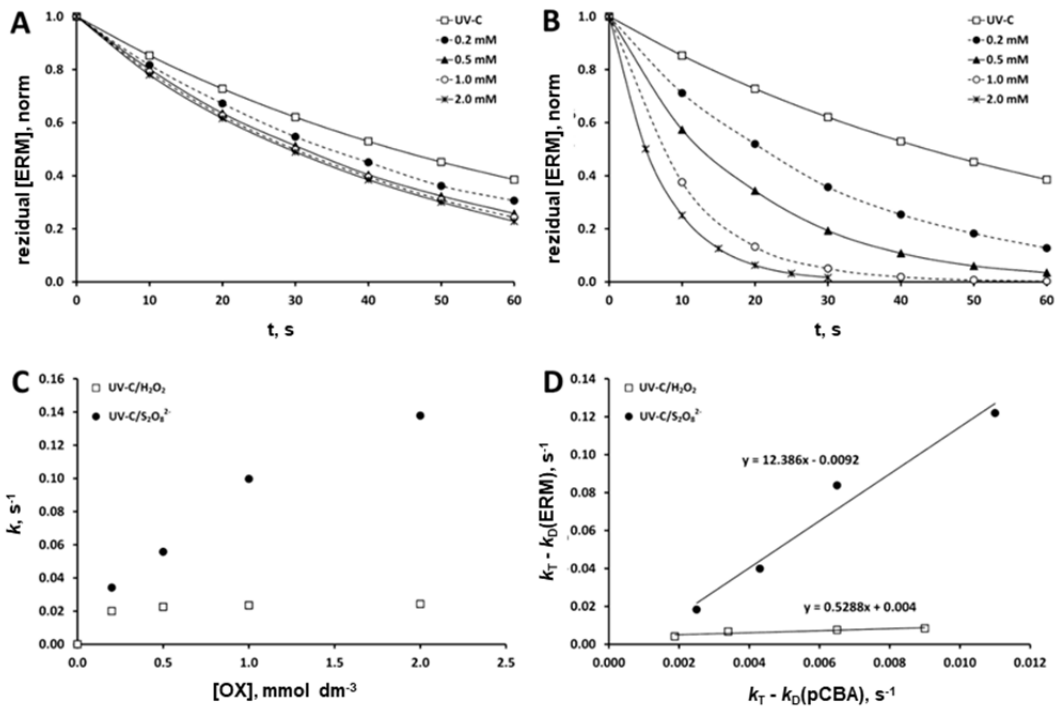 A
1.0
0.8
0.6
0.4
0.2
0.0
rezidual [ERM], norm
0 10 20 30 40 50 60
t, s
UV-C
0.2 mM
0.5 mM
1.0 mM
2.0 mM
B
1.0
0.8
0.6
0.4
0.2
0.0
rezidual [ERM], norm
0 10 20 30 40 50 60
t, s
UV-C
0.2 mM
0.5 mM
1.0 mM
2.0 mM
C
0.16
0.14
0.12
0.10
0.08
0.06
0.04
0.02
0.00
k, s⁻¹
0.0 0.5 1.0 1.5 2.0 2.5
[OX], mmol dm⁻³
UV-C/H₂O₂
UV-C/S₂O₈²⁻
D
0.14
0.12
0.10
0.08
0.06
0.04
0.02
0.00
k_T - k_D(ERM), s⁻¹
0.000 0.002 0.004 0.006 0.008 0.010 0.012
k_T - k_D(pCBA), s⁻¹
UV-C/H₂O₂
UV-C/S₂O₈²⁻
y = 12.386x - 0.0092
y = 0.5288x + 0.004